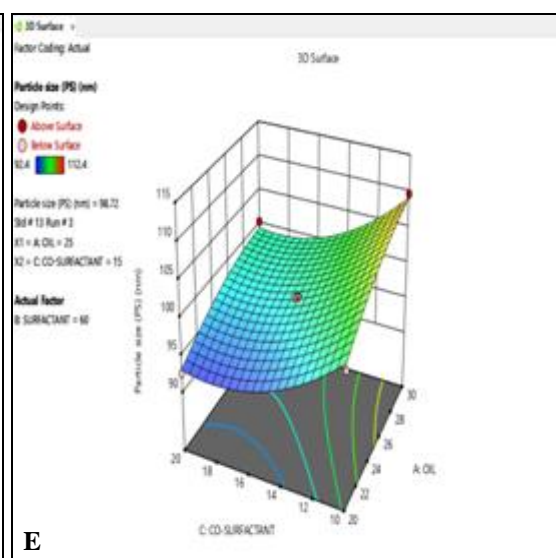 3D Surface
Factor Coding: Actual
3D Surface
Particle size (PS) (nm)
Design Points:
Above Surface
Below Surface
92.4 112.4
Particle size (PS) (nm) = 98.72
Std # 13 Run # 3
X1 = A: OIL = 25
X2 = C: CO-SURFACTANT = 15
Actual Factor
B: SURFACTANT = 60
115
110
105
100
95
90
Particle size (PS) (nm)
20
18
16
14
12
10
20
22
24
26
28
30
A: OIL
C: CO-SURFACTANT
E